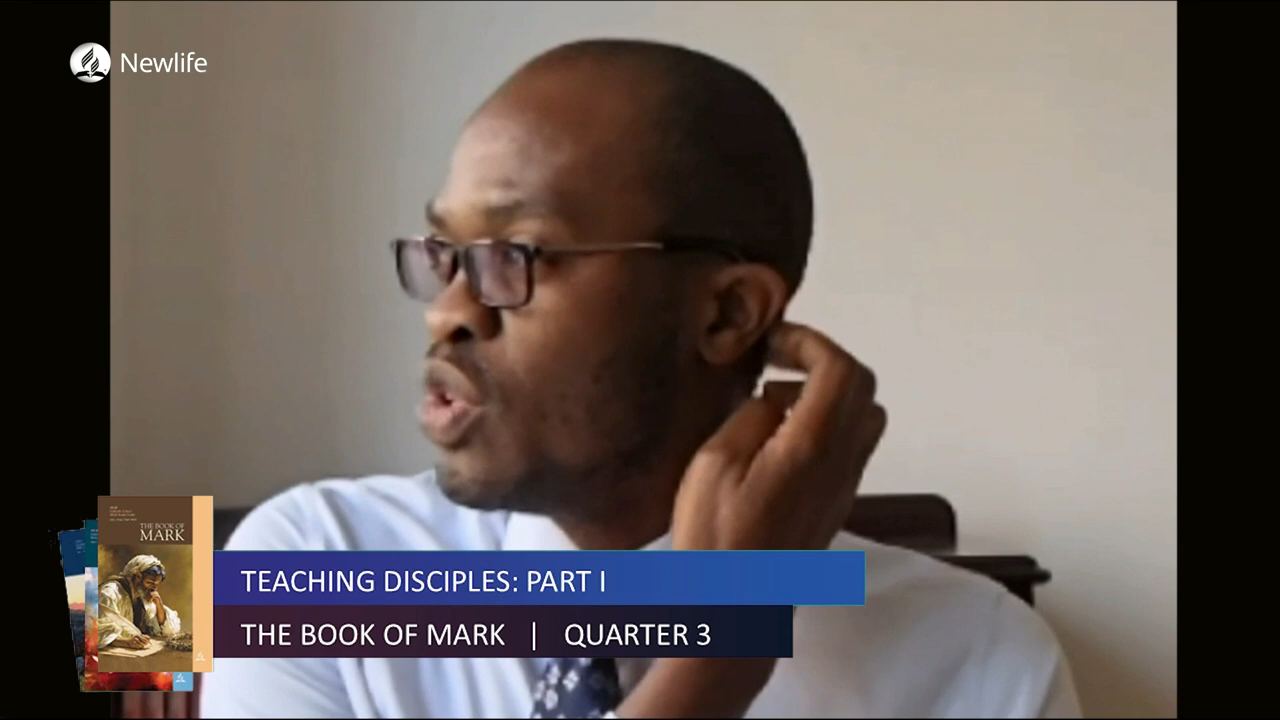 Newlife
THE BOOK OF
MARK
TEACHING DISCIPLES: PART I
THE BOOK OF MARK | QUARTER 3